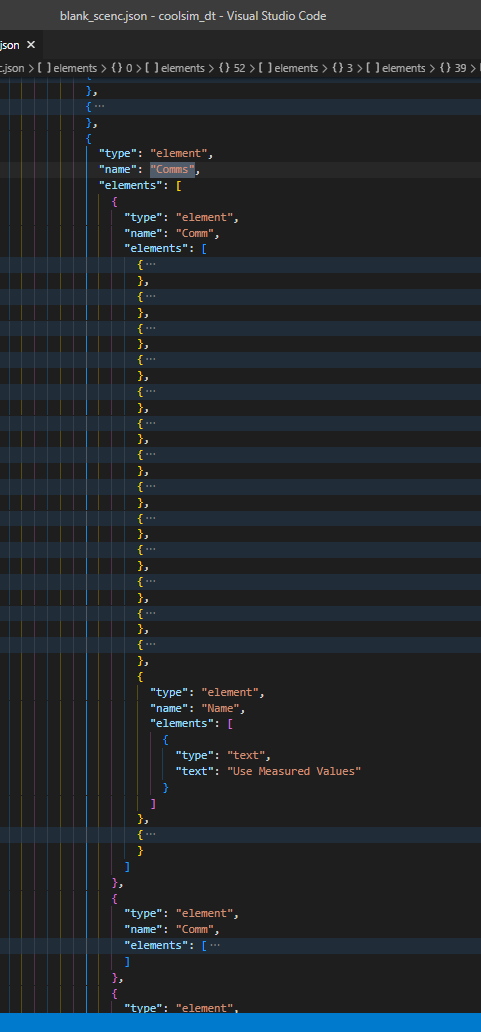 blank_scenc.json - coolsim_dt - Visual Studio Code
json ×
c.json > [ ] elements > { } 0 > [ ] elements > { } 52 > [ ] elements > { } 3 > [ ] elements > { } 39 >
},
{···
},
{
"type": "element",
"name": "Comms",
"elements": [
{
"type": "element",
"name": "Comm",
"elements": [
{···
},
{···
},
{···
},
{···
},
{···
},
{···
},
{···
},
{···
},
{···
},
{···
},
{···
},
{···
},
{···
},
{
"type": "element",
"name": "Name",
"elements": [
{
"type": "text",
"text": "Use Measured Values"
}
]
},
{···
}
]
},
{
"type": "element",
"name": "Comm",
"elements": [···
]
},
{
"type": "element",